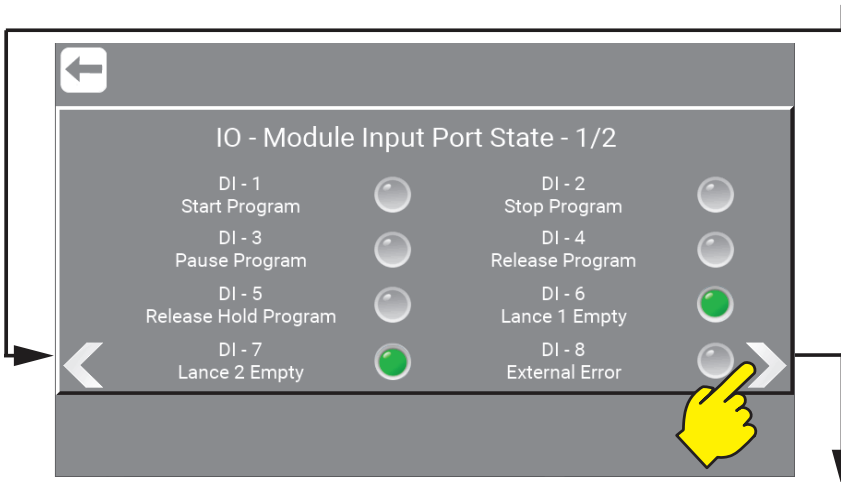 IO - Module Input Port State - 1/2
DI - 1
Start Program
DI - 2
Stop Program
DI - 3
Pause Program
DI - 4
Release Program
DI - 5
Release Hold Program
DI - 6
Lance 1 Empty
DI - 7
Lance 2 Empty
DI - 8
External Error